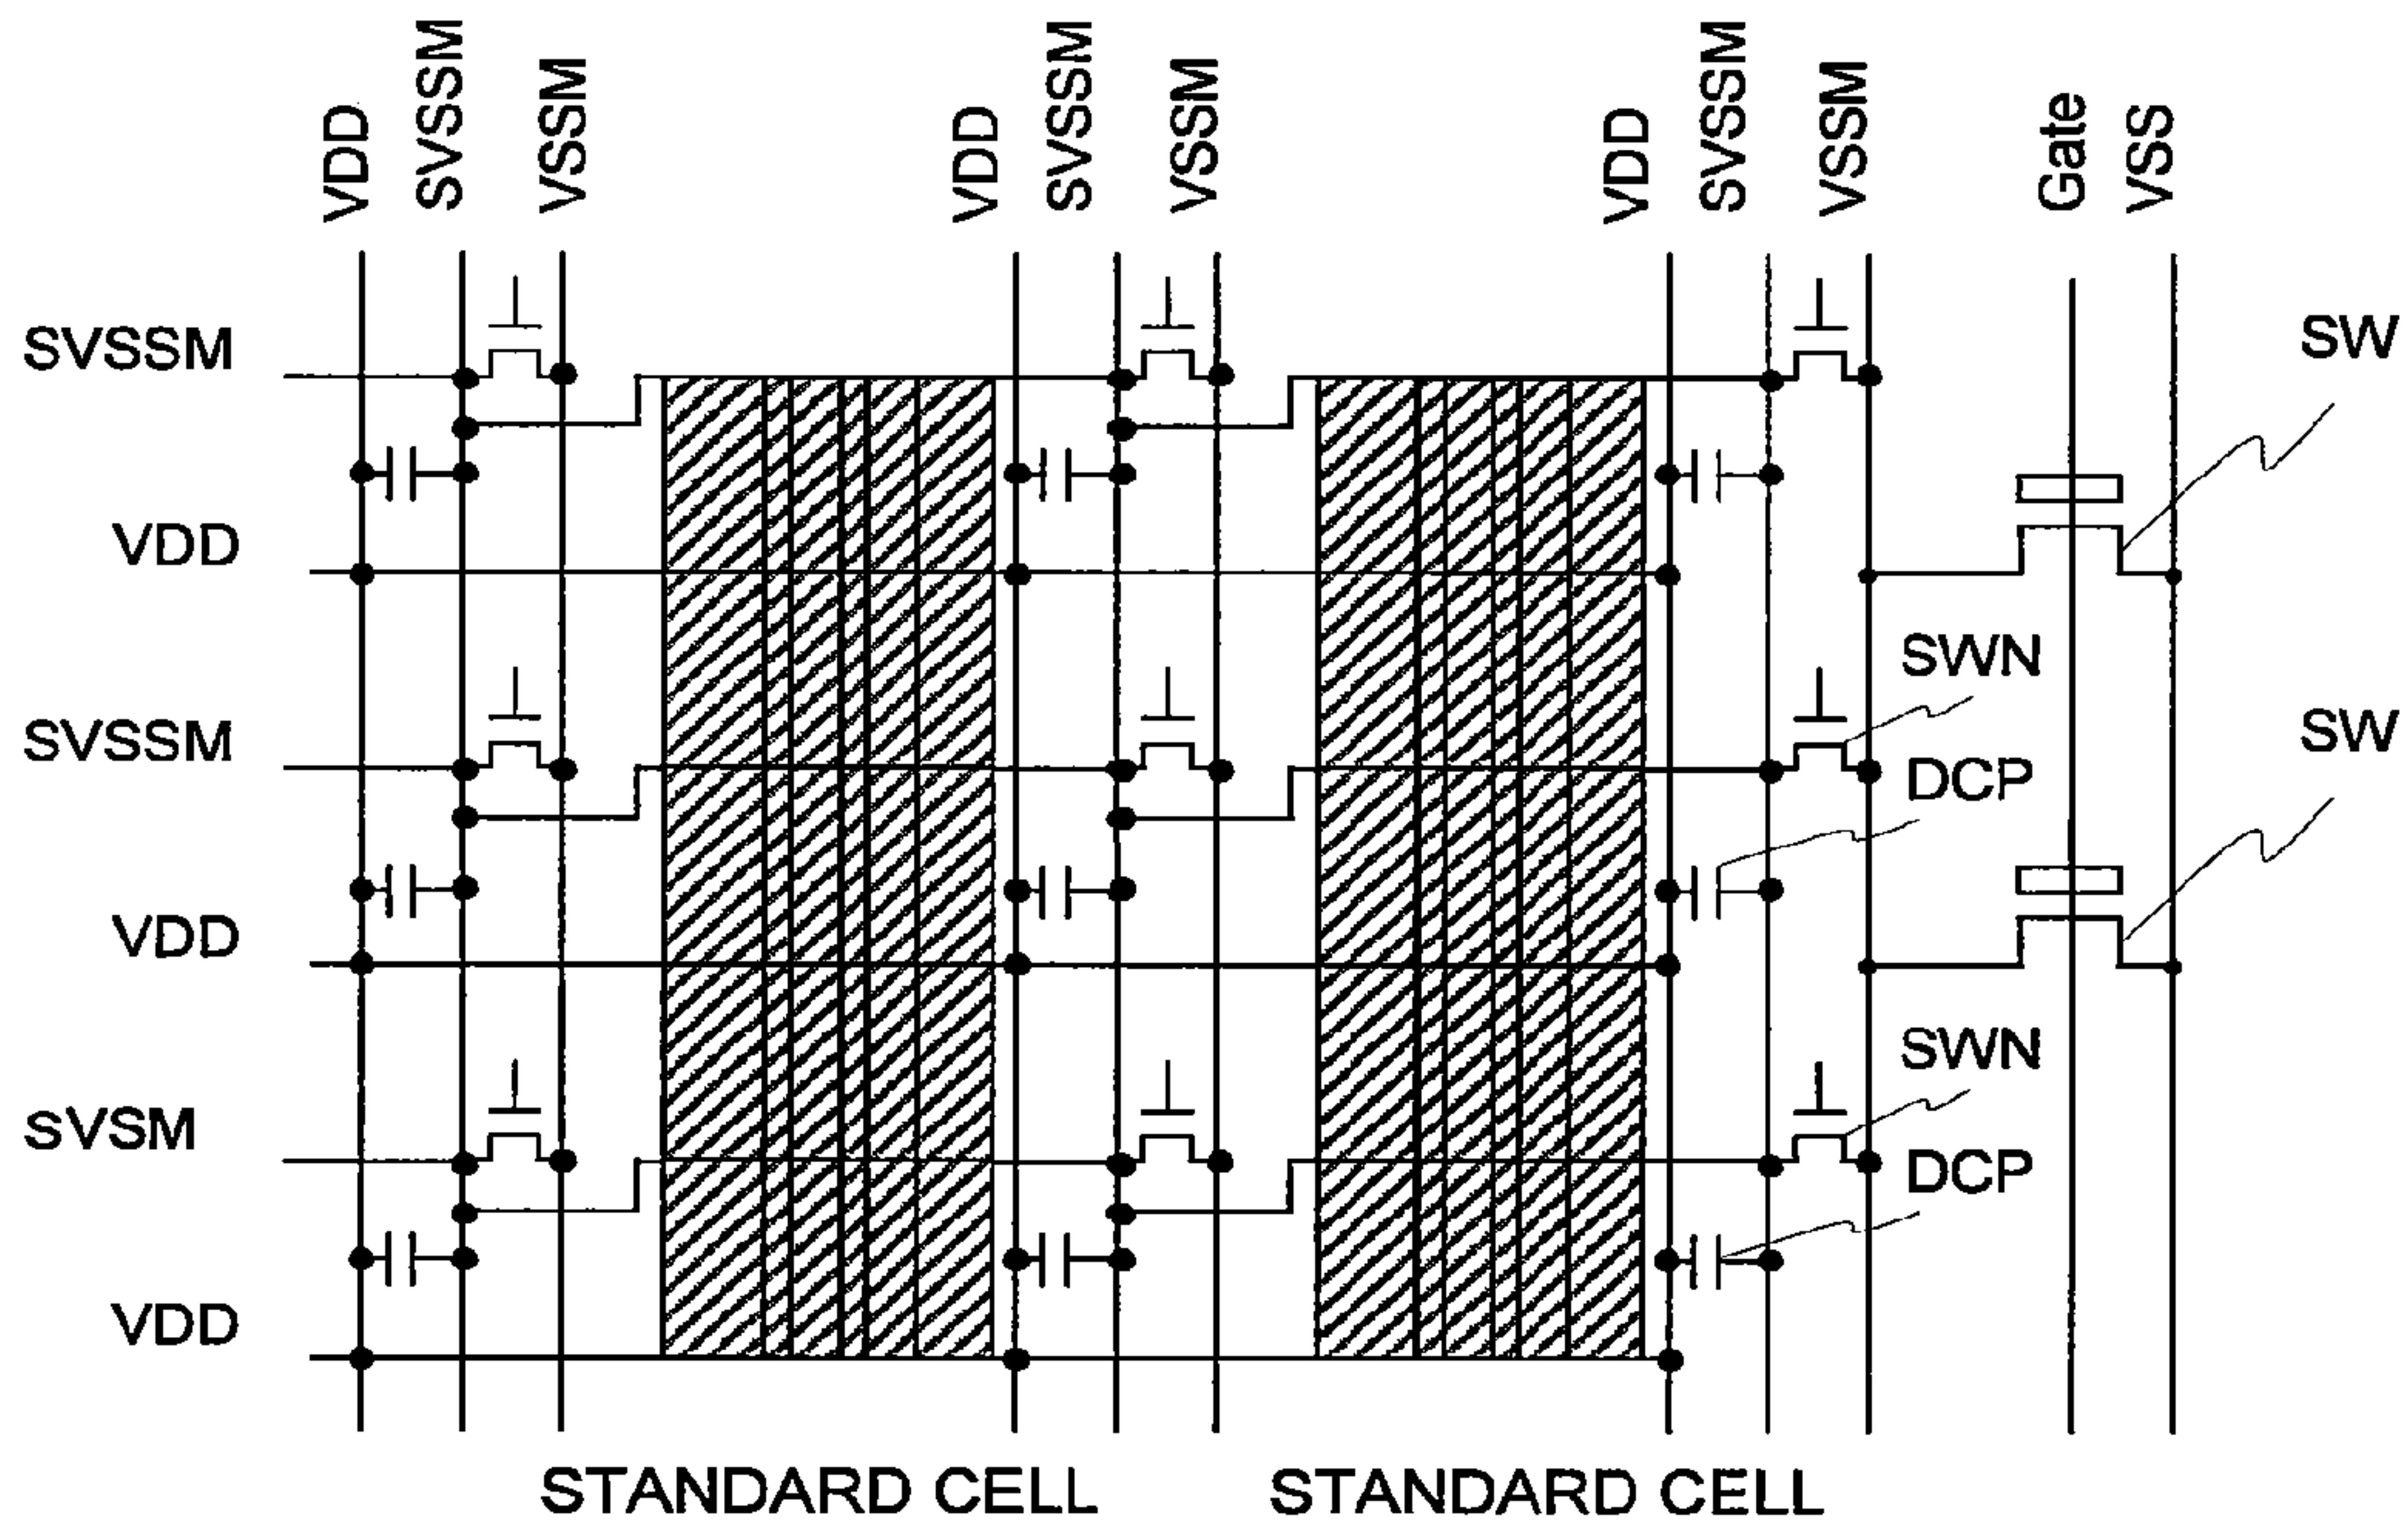 VDD
SVSSM
VSSM
VDD
SVSSM
VSSM
VDD
SVSSM
VSSM
Gate
VSS
SVSSM
SW
VDD
SWN
SVSSM
SW
DCP
VDD
SWN
SVSM
DCP
VDD
STANDARD CELL
STANDARD CELL